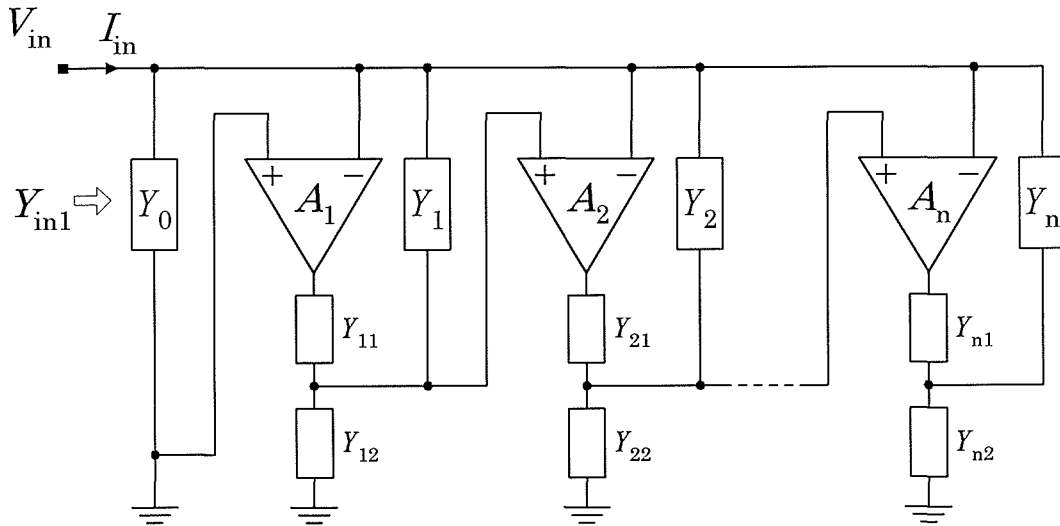 V_in
I_in
Y_in1 ⇨
Y_0
+ −
A_1
Y_1
+ −
A_2
Y_2
+ −
A_n
Y_n
Y_11
Y_21
Y_n1
Y_12
Y_22
Y_n2